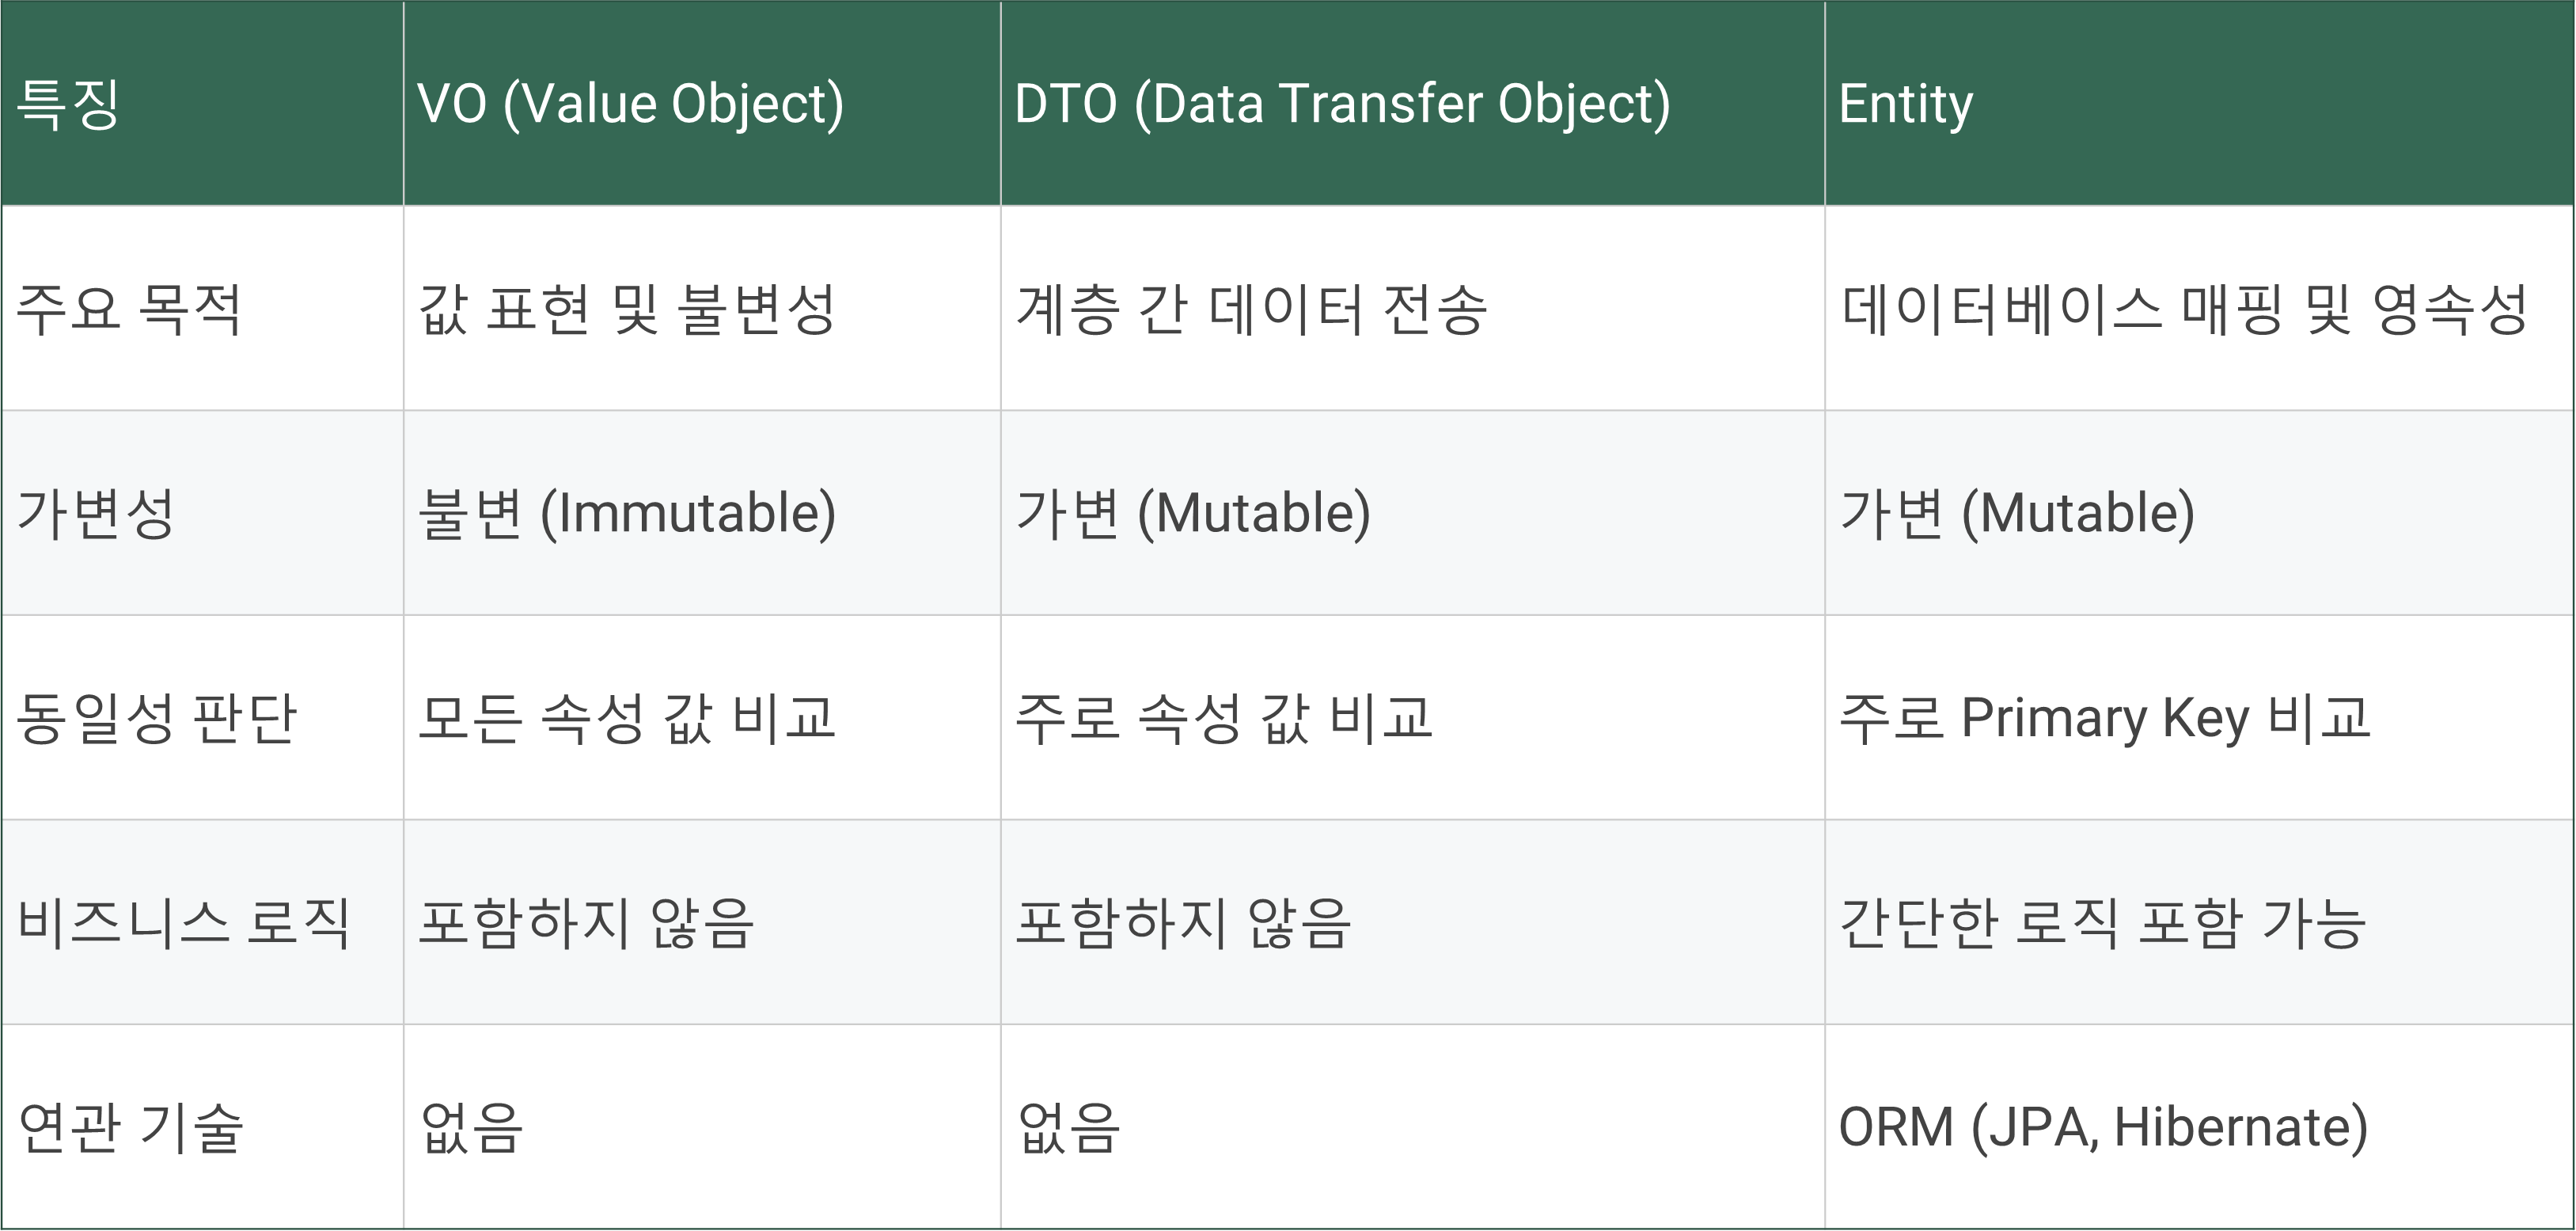 특징 VO (Value Object) DTO (Data Transfer Object) Entity
주요 목적 값 표현 및 불변성 계층 간 데이터 전송 데이터베이스 매핑 및 영속성
가변성 불변 (Immutable) 가변 (Mutable) 가변 (Mutable)
동일성 판단 모든 속성 값 비교 주로 속성 값 비교 주로 Primary Key 비교
비즈니스 로직 포함하지 않음 포함하지 않음 간단한 로직 포함 가능
연관 기술 없음 없음 ORM (JPA, Hibernate)